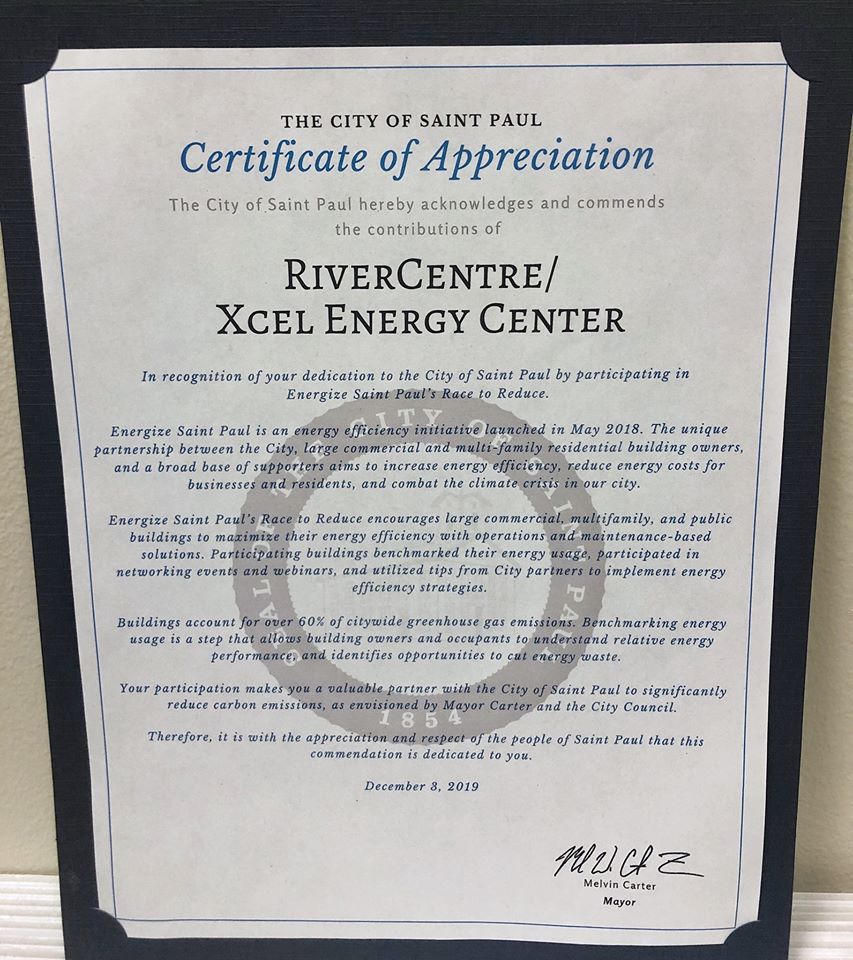 THE CITY OF SAINT PAUL
Certificate of Appreciation
The City of Saint Paul hereby acknowledges and commends
the contributions of
RIVERCENTRE/
XCEL ENERGY CENTER
In recognition of your dedication to the City of Saint Paul by participating in
Energize Saint Paul's Race to Reduce.
Energize Saint Paul is an energy efficiency initiative launched in May 2018. The unique
partnership between the City, large commercial and multi-family residential building owners,
and a broad base of supporters aims to increase energy efficiency, reduce energy costs for
businesses and residents, and combat the climate crisis in our city.
Energize Saint Paul's Race to Reduce encourages large commercial, multifamily, and public
buildings to maximize their energy efficiency with operations and maintenance-based
solutions. Participating buildings benchmarked their energy usage, participated in
networking events and webinars, and utilized tips from City partners to implement energy
efficiency strategies.
Buildings account for over 60% of citywide greenhouse gas emissions. Benchmarking energy
usage is a step that allows building owners and occupants to understand relative energy
performance, and identifies opportunities to cut energy waste.
Your participation makes you a valuable partner with the City of Saint Paul to significantly
reduce carbon emissions, as envisioned by Mayor Carter and the City Council.
Therefore, it is with the appreciation and respect of the people of Saint Paul that this
commendation is dedicated to you.
December 3, 2019
Melvin Carter
Mayor
SEAL OF THE CITY OF SAINT PAUL
1854